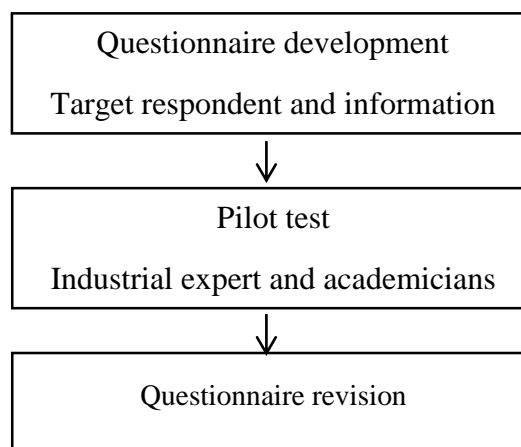 Questionnaire development
Target respondent and information
Pilot test
Industrial expert and academicians
Questionnaire revision